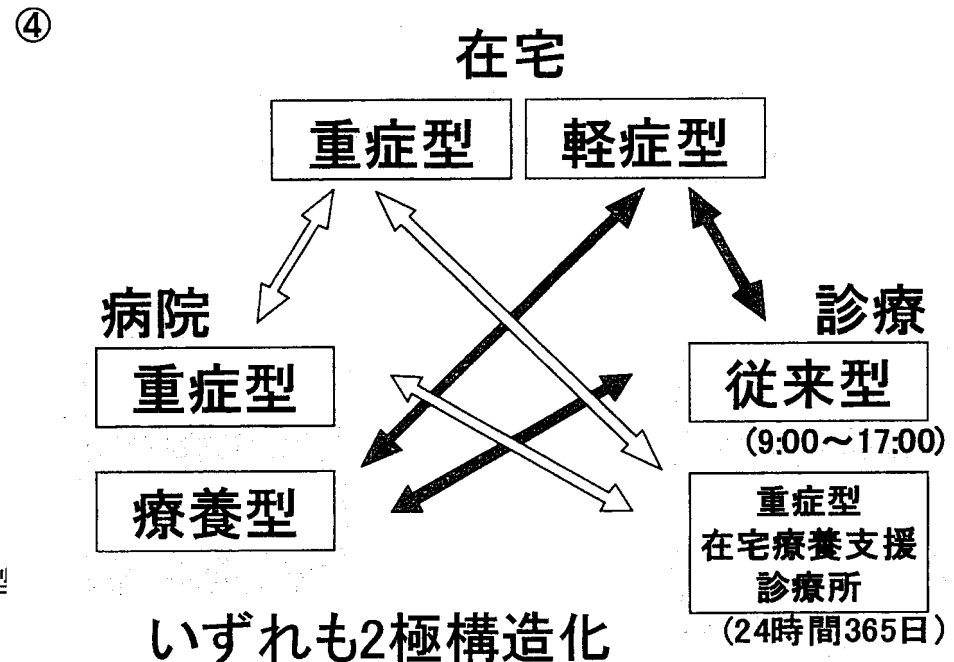 ④
在宅
重症型
軽症型
病院
重症型
療養型
診療
従来型
(9:00～17:00)
重症型
在宅療養支援
診療所
(24時間365日)
いずれも2極構造化